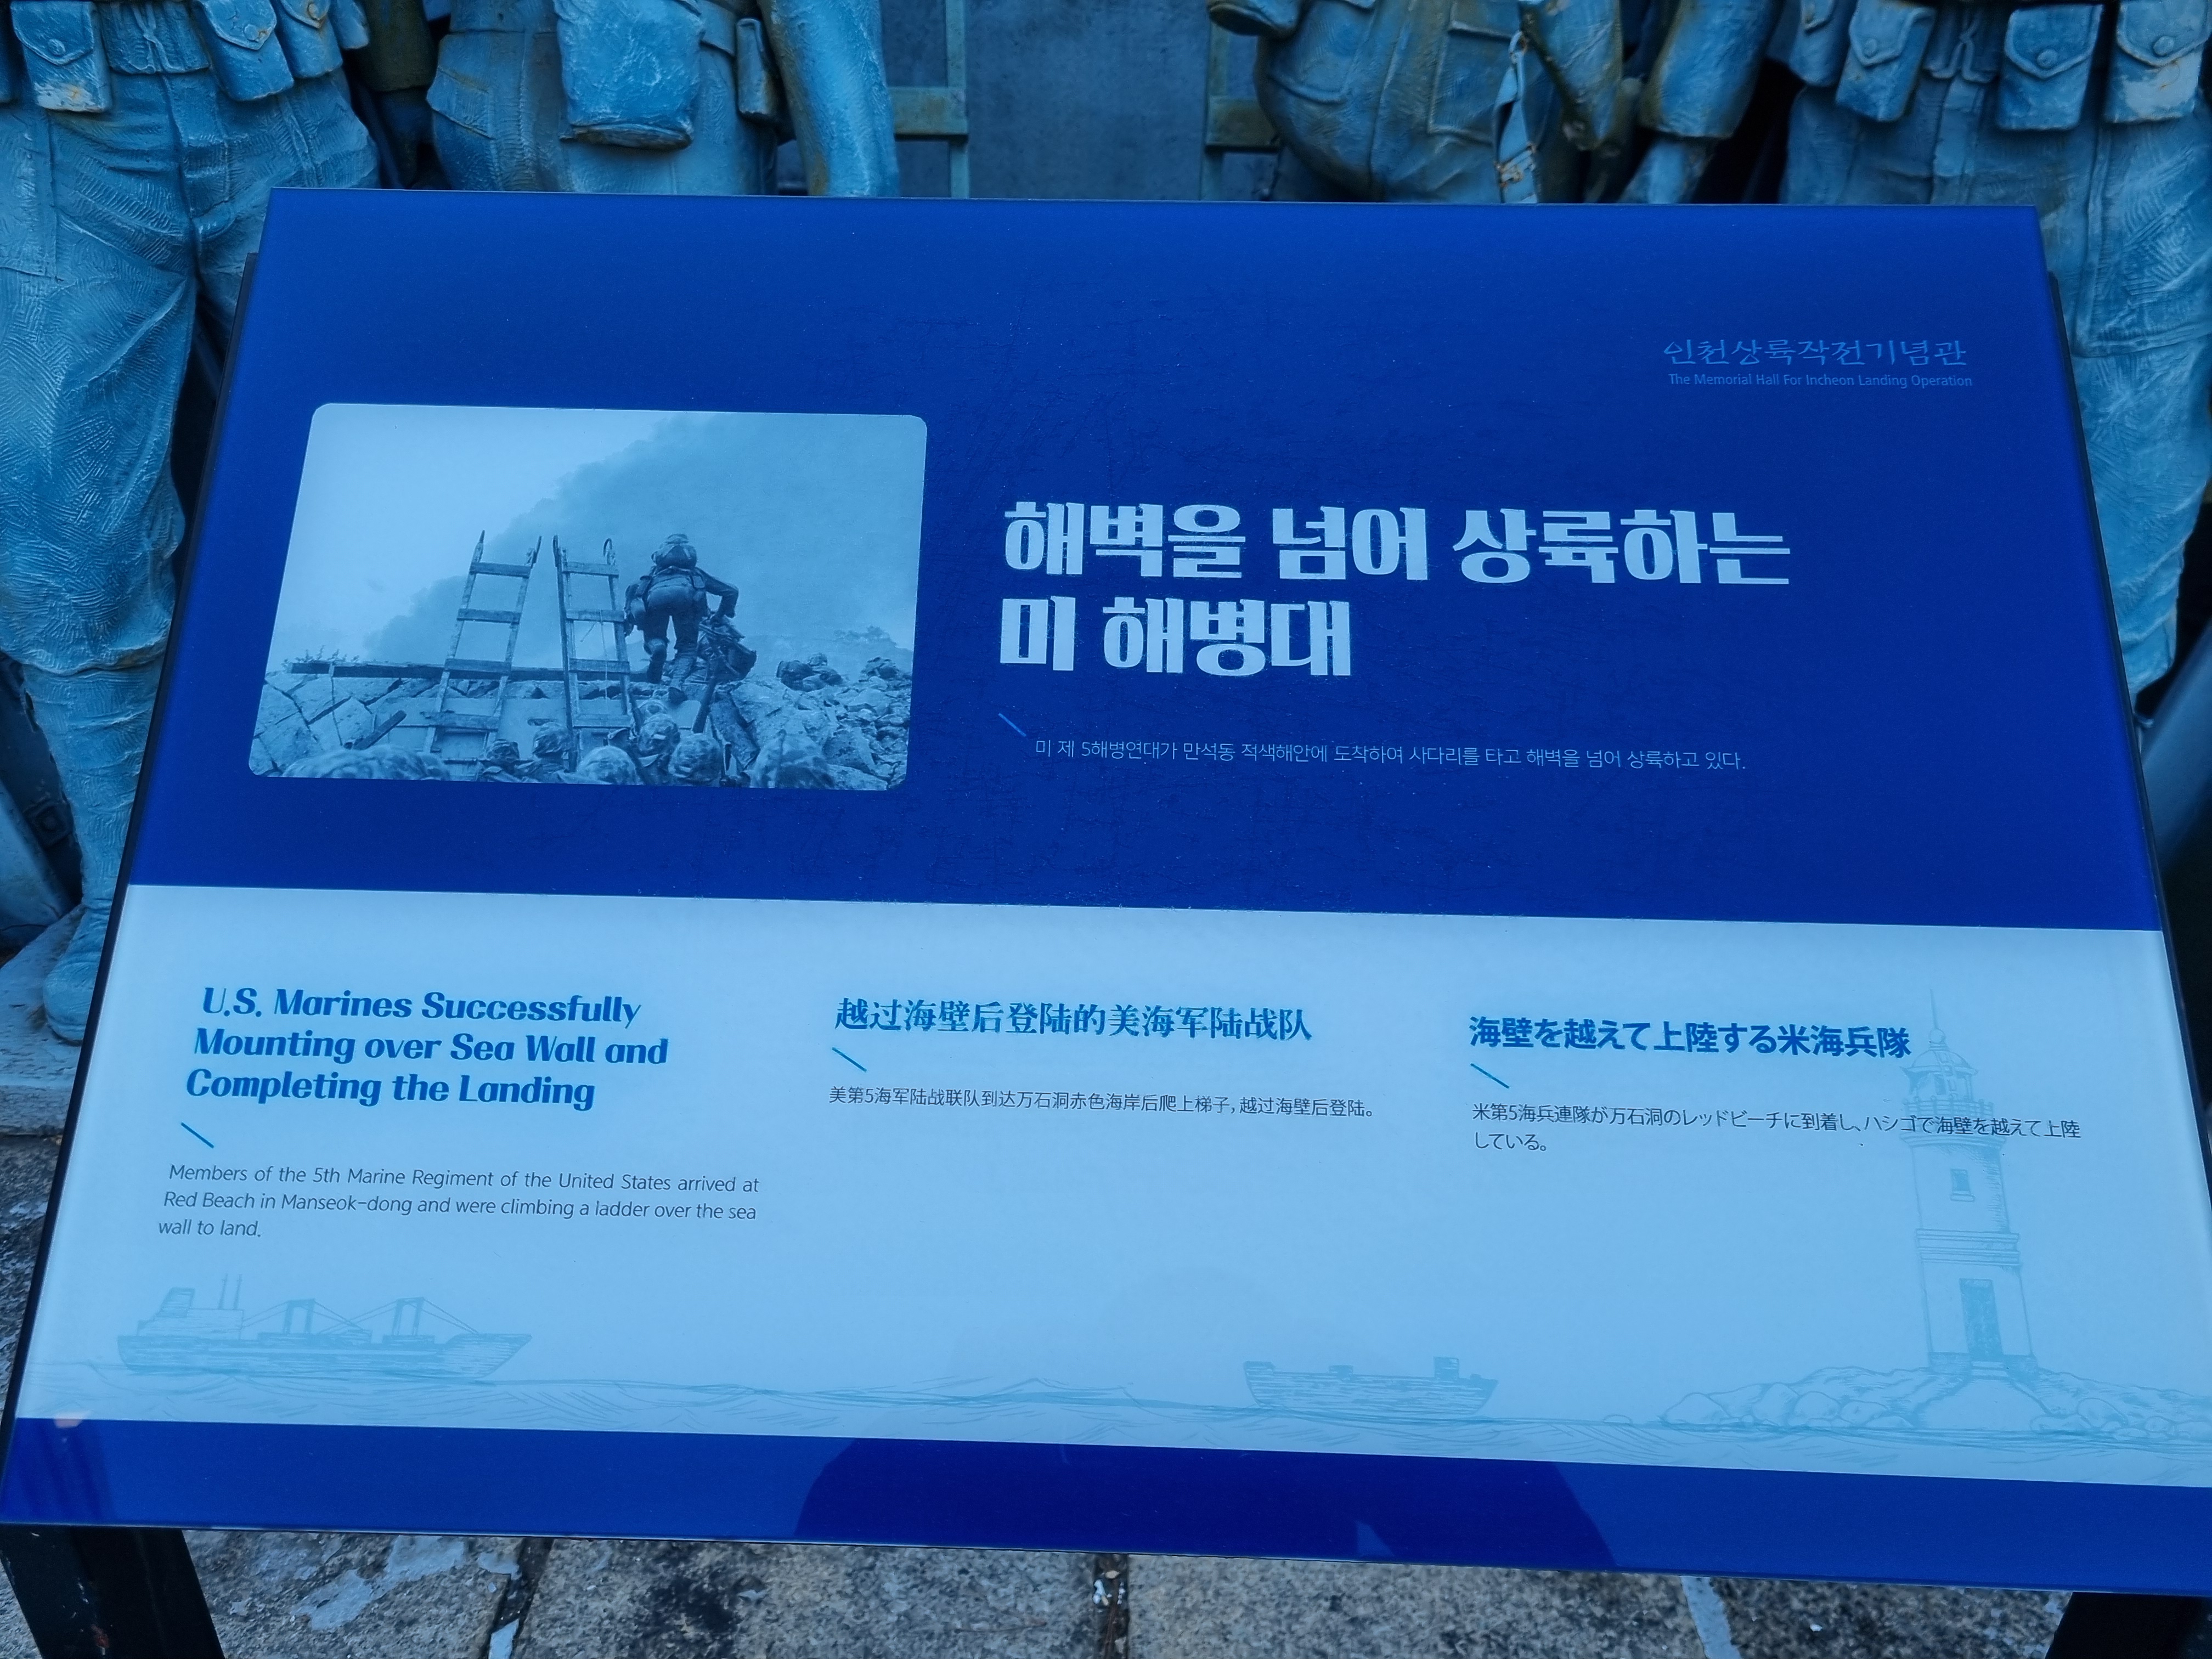 인천상륙작전기념관
The Memorial Hall For Incheon Landing Operation
해벽을 넘어 상륙하는
미 해병대
미 제 5해병연대가 만석동 적색해안에 도착하여 사다리를 타고 해벽을 넘어 상륙하고 있다.
U.S. Marines Successfully
Mounting over Sea Wall and
Completing the Landing
Members of the 5th Marine Regiment of the United States arrived at
Red Beach in Manseok-dong and were climbing a ladder over the sea
wall to land.
越过海壁后登陆的美海军陆战队
美第5海军陆战联队到达万石洞赤色海岸后爬上梯子，越过海壁后登陆。
海壁を越えて上陸する米海兵隊
米第5海兵連隊が万石洞のレッドビーチに到着し、ハシゴで海壁を越えて上陸
している。